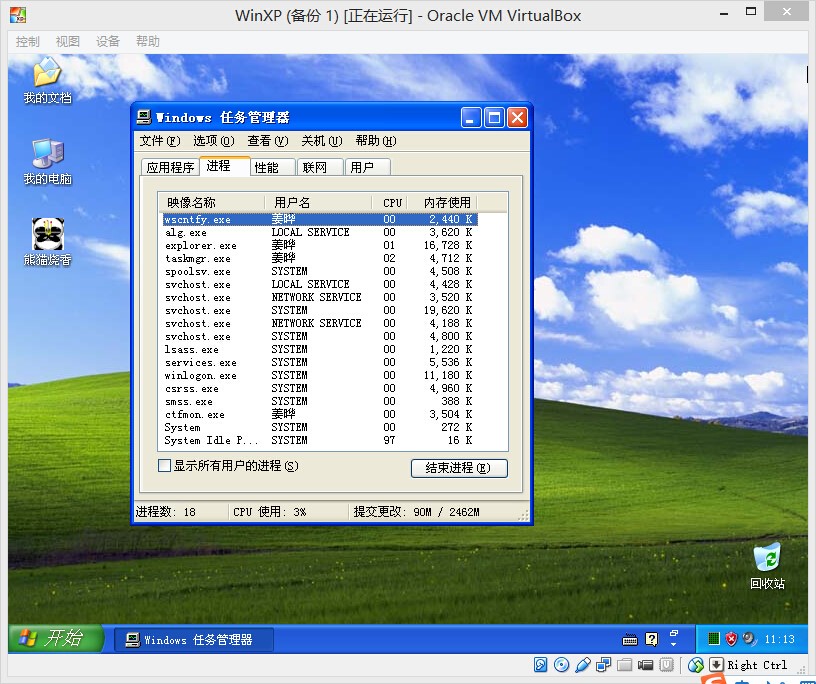 WinXP (备份 1) [正在运行] - Oracle VM VirtualBox
控制 视图 设备 帮助
我的文档
我的电脑
熊猫烧香
Windows 任务管理器
文件(F) 选项(O) 查看(V) 关机(U) 帮助(H)
应用程序 进程 性能 联网 用户
映像名称 用户名 CPU 内存使用
wscntfy.exe 姜晔 00 2,440 K
alg.exe LOCAL SERVICE 00 3,620 K
explorer.exe 姜晔 01 16,728 K
taskmgr.exe 姜晔 02 4,712 K
spoolsv.exe SYSTEM 00 4,508 K
svchost.exe LOCAL SERVICE 00 4,428 K
svchost.exe NETWORK SERVICE 00 3,520 K
svchost.exe SYSTEM 00 19,620 K
svchost.exe NETWORK SERVICE 00 4,188 K
svchost.exe SYSTEM 00 4,800 K
lsass.exe SYSTEM 00 1,220 K
services.exe SYSTEM 00 5,536 K
winlogon.exe SYSTEM 00 11,180 K
csrss.exe SYSTEM 00 4,960 K
smss.exe SYSTEM 00 388 K
ctfmon.exe 姜晔 00 3,504 K
System SYSTEM 00 272 K
System Idle P... SYSTEM 97 16 K
显示所有用户的进程(S) 结束进程(E)
进程数: 18 CPU 使用: 3% 提交更改: 90M / 2462M
回收站
开始 Windows 任务管理器 11:13
Right Ctrl